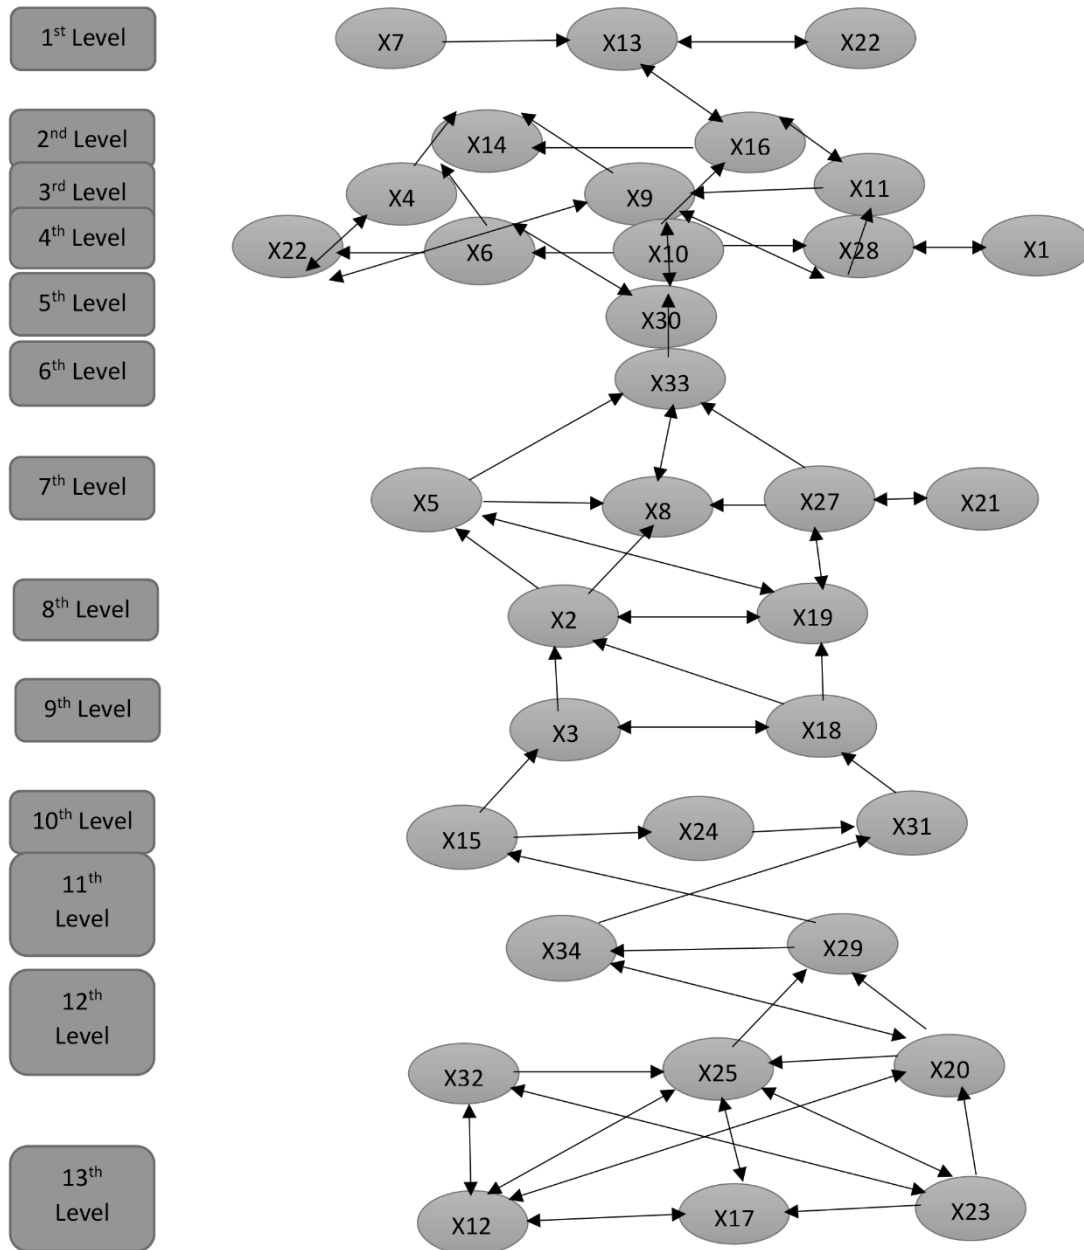 1st Level
X7
X13
X22
2nd Level
X14
X16
3rd Level
X4
X9
X11
4th Level
X22
X6
X10
X28
X1
5th Level
X30
6th Level
X33
7th Level
X5
X8
X27
X21
8th Level
X2
X19
9th Level
X3
X18
10th Level
X15
X24
X31
11th
Level
X34
X29
12th
Level
X32
X25
X20
13th
Level
X12
X17
X23